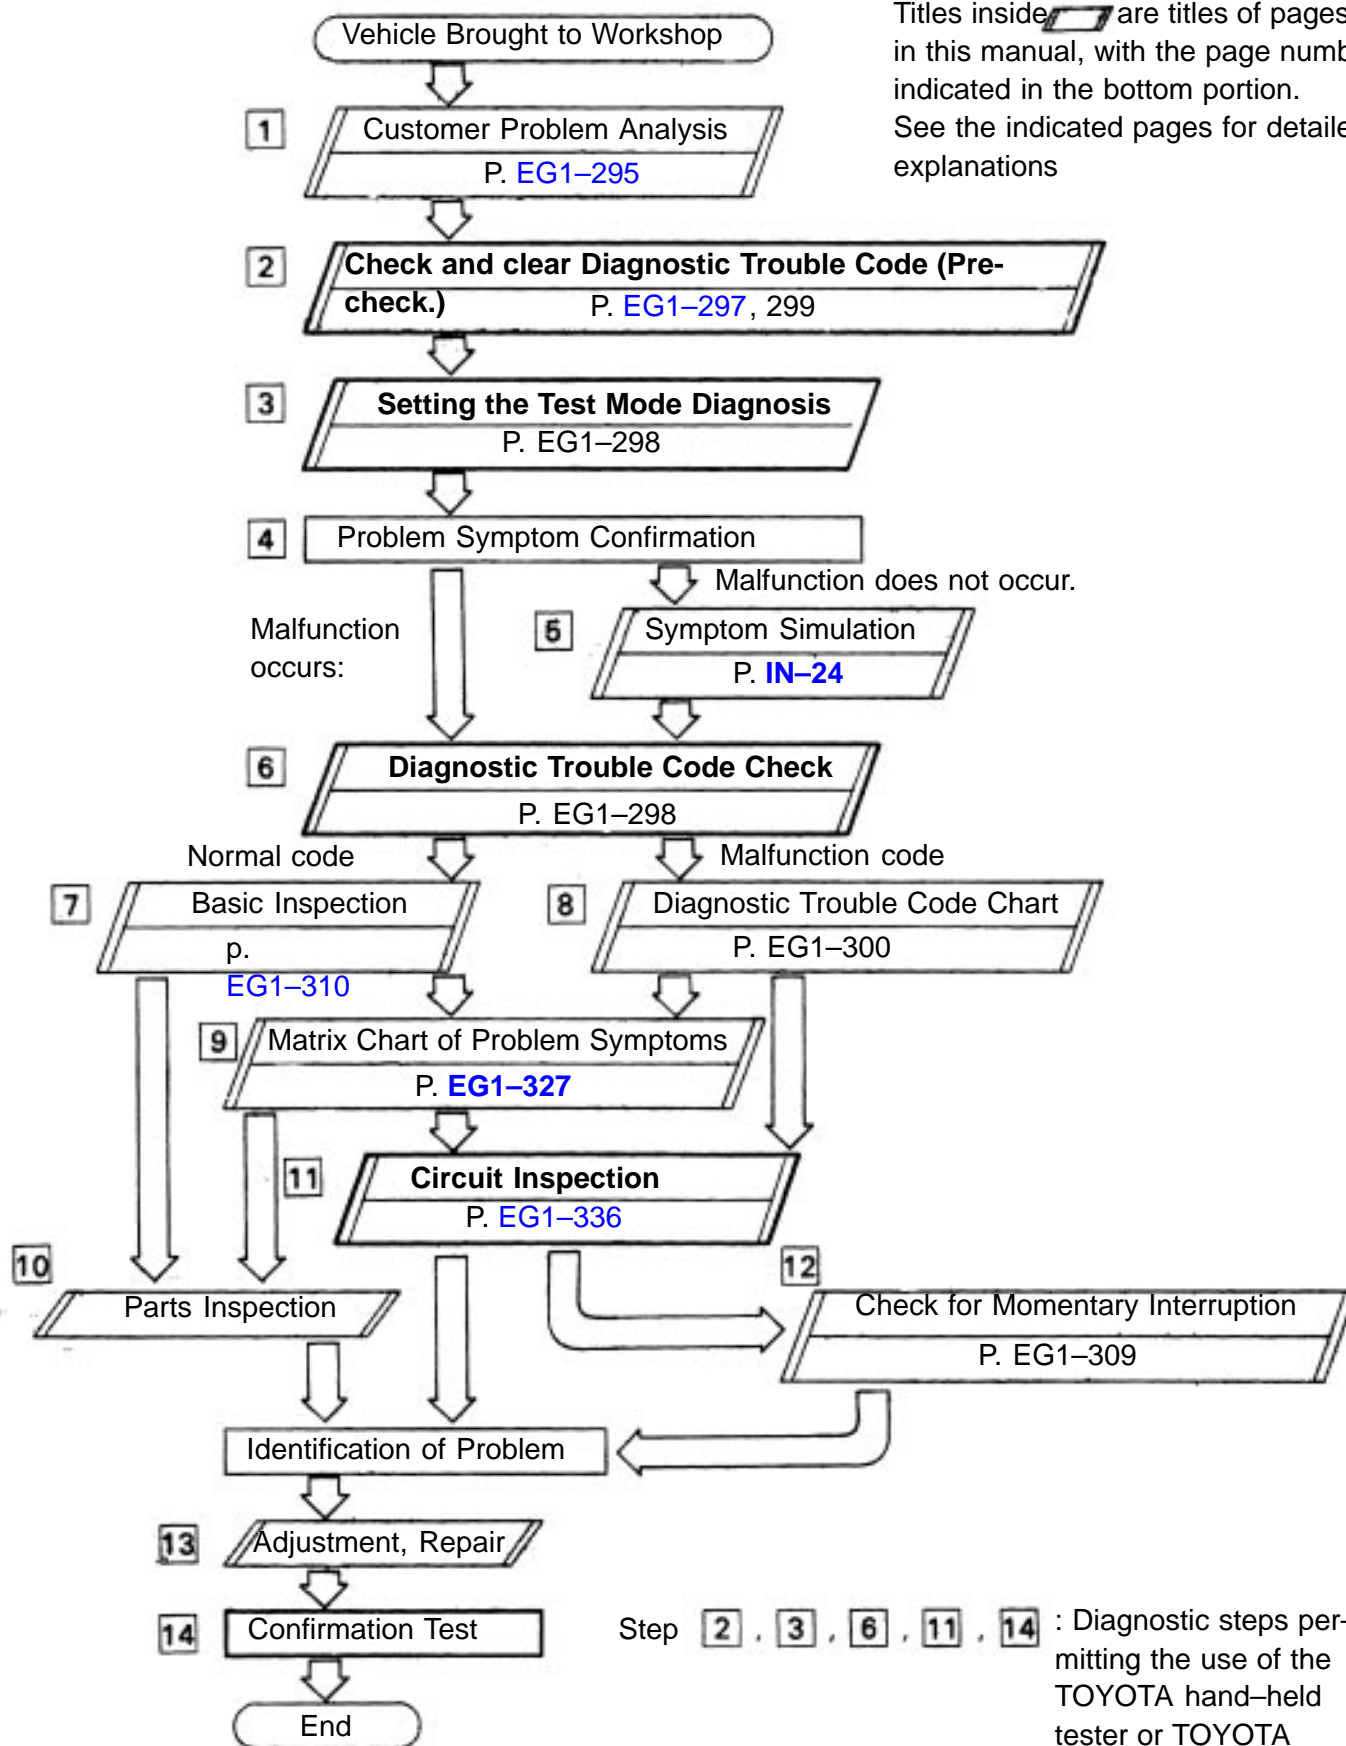 Vehicle Brought to Workshop
Titles inside are titles of pages
in this manual, with the page numb
indicated in the bottom portion.
See the indicated pages for detaile
explanations
1
Customer Problem Analysis
P. EG1–295
2
Check and clear Diagnostic Trouble Code (Pre-
check.) P. EG1–297, 299
3
Setting the Test Mode Diagnosis
P. EG1–298
4
Problem Symptom Confirmation
Malfunction does not occur.
Malfunction
occurs:
5
Symptom Simulation
P. IN–24
6
Diagnostic Trouble Code Check
P. EG1–298
Normal code
Malfunction code
7
Basic Inspection
p.
EG1–310
8
Diagnostic Trouble Code Chart
P. EG1–300
9
Matrix Chart of Problem Symptoms
P. EG1–327
11
Circuit Inspection
P. EG1–336
10
Parts Inspection
12
Check for Momentary Interruption
P. EG1–309
Identification of Problem
13
Adjustment, Repair
14
Confirmation Test
End
Step 2 , 3 , 6 , 11 , 14 : Diagnostic steps per-
mitting the use of the
TOYOTA hand–held
tester or TOYOTA